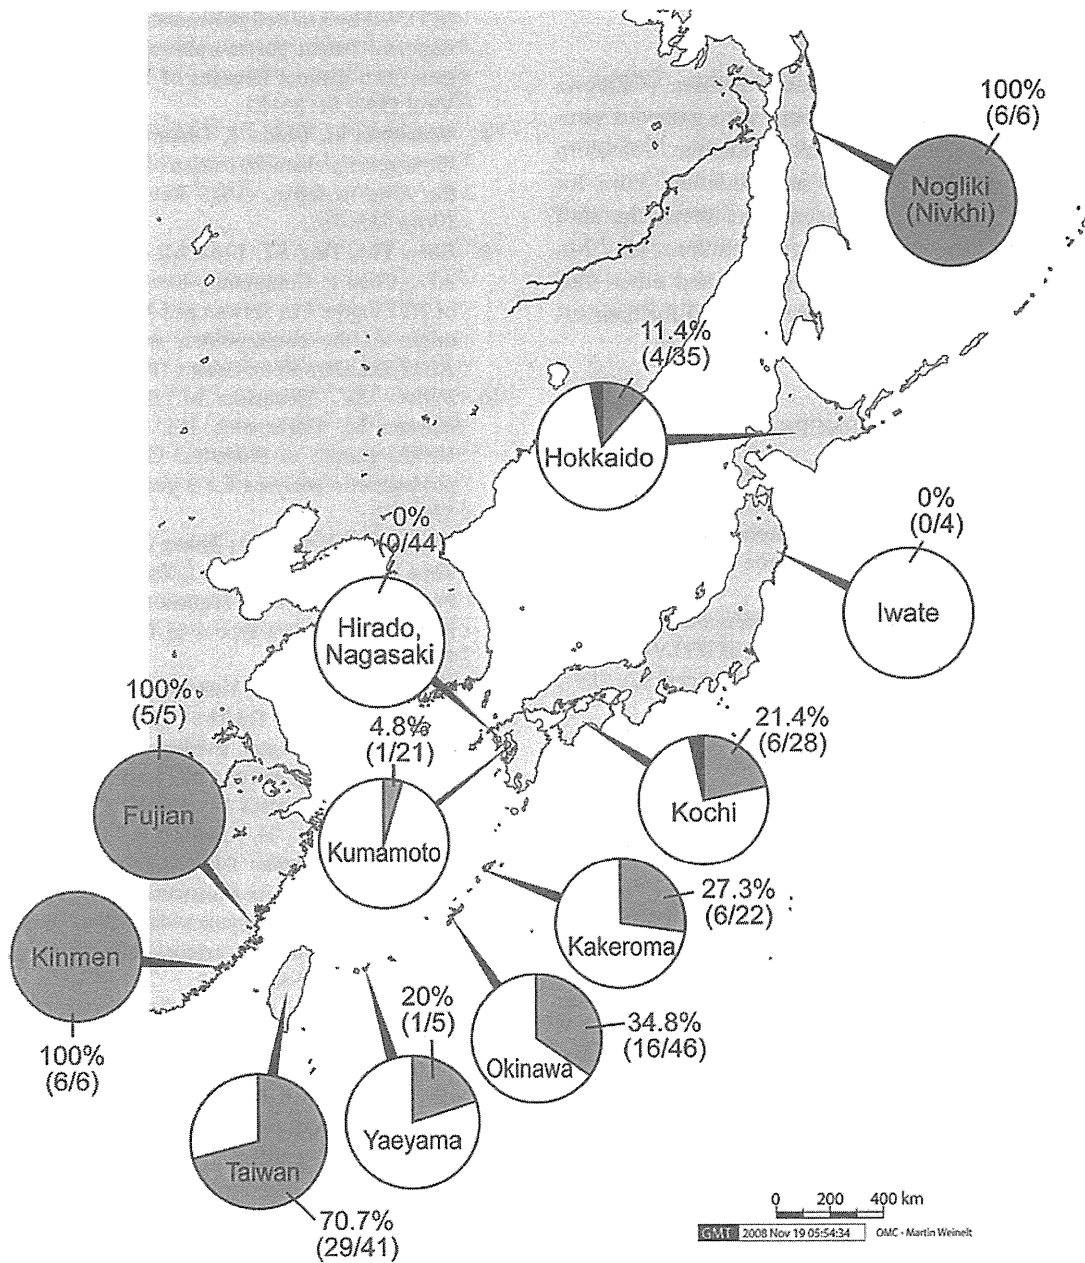 100%
(6/6)
Nogliki
(Nivkhi)
11.4%
(4/35)
Hokkaido
0%
(0/4)
Iwate
0%
(0/44)
Hirado,
Nagasaki
100%
(5/5)
Fujian
4.8%
(1/21)
Kumamoto
21.4%
(6/28)
Kochi
27.3%
(6/22)
Kakeroma
Kinmen
100%
(6/6)
20%
(1/5)
Yaeyama
34.8%
(16/46)
Okinawa
Taiwan
70.7%
(29/41)
0 200 400 km
GMT 2008 Nov 19 05:54:34 OMC - Martin Weinelt